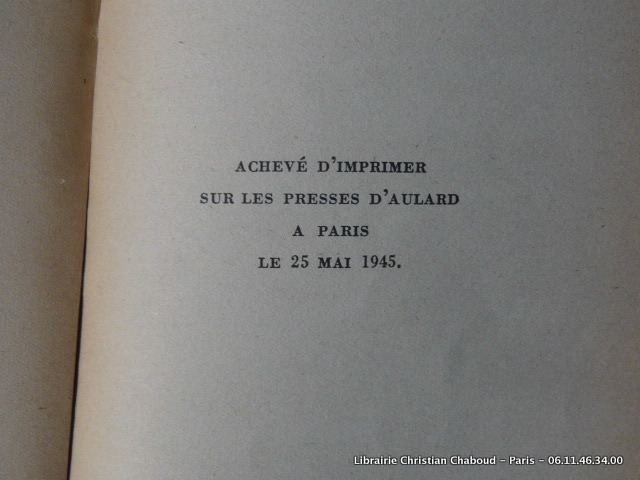 ACHEVÉ D'IMPRIMER
SUR LES PRESSES D'AULARD
A PARIS
LE 25 MAI 1945.
Librairie Christian Chaboud - Paris - 06.11.46.34.00